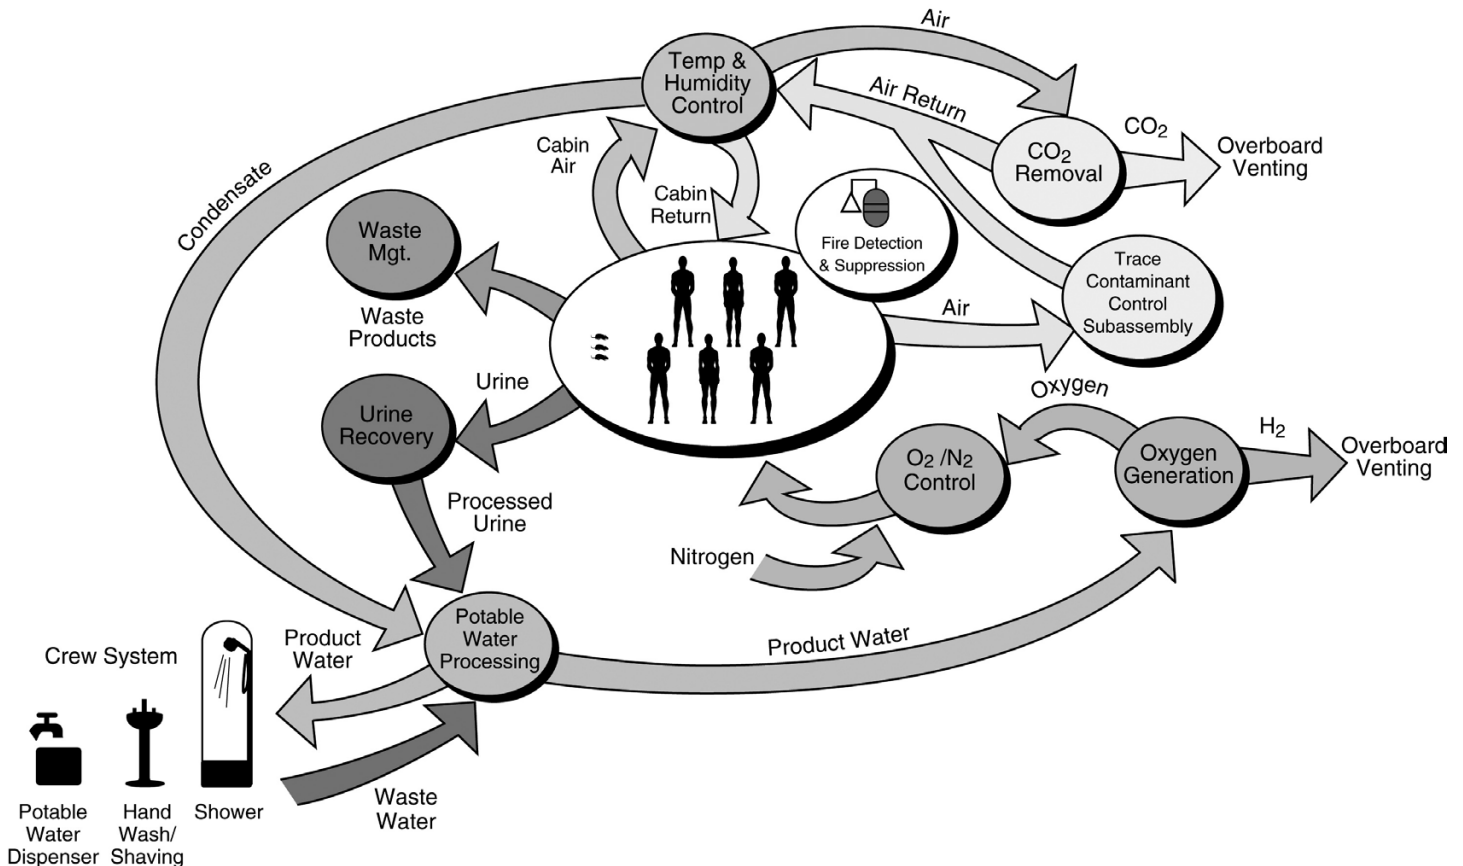 Air
Temp &
Humidity
Control
Air Return
CO2
Overboard
Venting
CO2
Removal
Cabin
Air
Cabin
Return
Condensate
Waste
Mgt.
Waste
Products
Fire Detection
& Suppression
Trace
Contaminant
Control
Subassembly
Air
Urine
Urine
Recovery
Oxygen
O2 /N2
Control
Oxygen
Generation
H2
Overboard
Venting
Processed
Urine
Nitrogen
Potable
Water
Processing
Product Water
Product
Water
Crew System
Waste
Water
Potable
Water
Dispenser
Hand
Wash/
Shaving
Shower